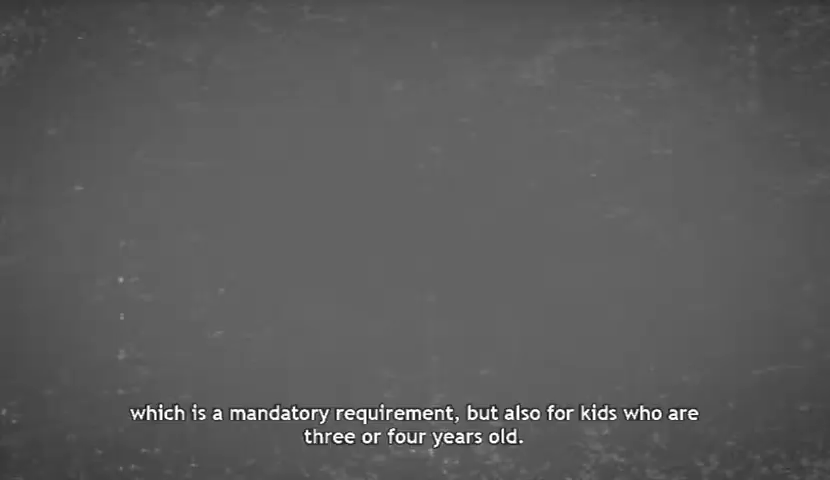 which is a mandatory requirement, but also for kids who are
three or four years old.